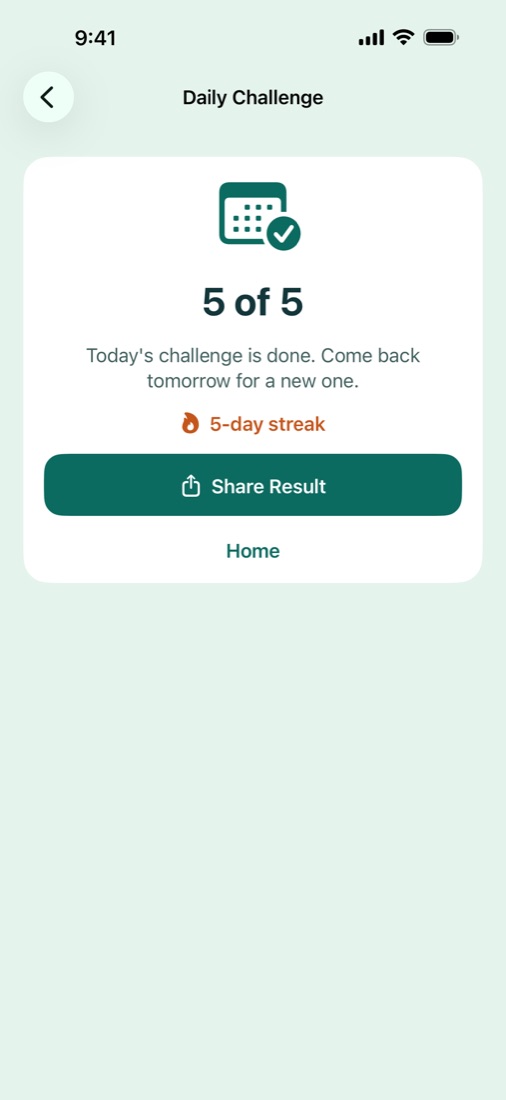 9:41
Daily Challenge
5 of 5
Today's challenge is done. Come back
tomorrow for a new one.
5-day streak
Share Result
Home